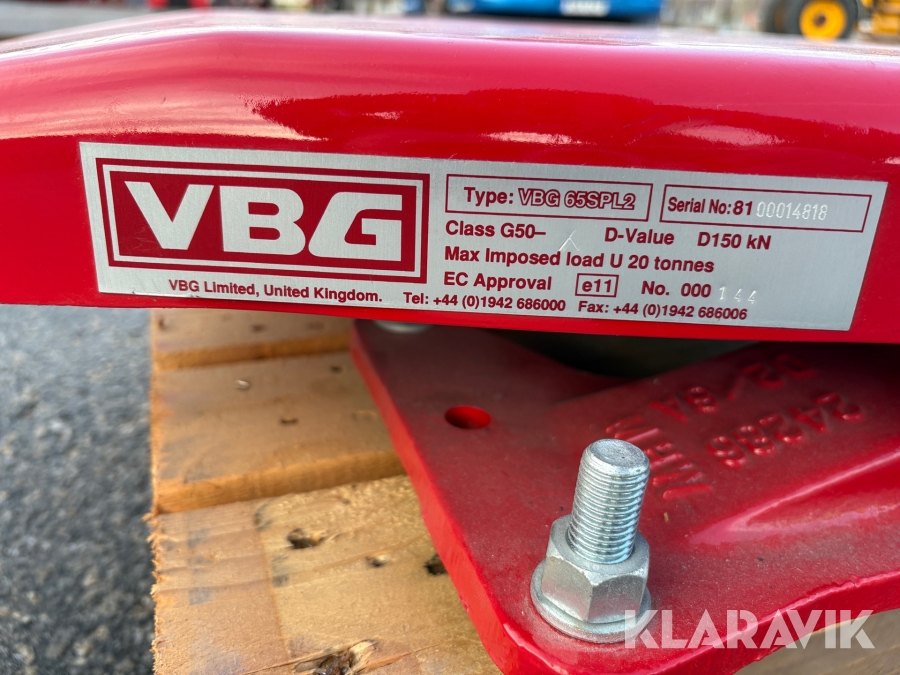 VBG
VBG Limited, United Kingdom.
Type: VBG 65SPL2
Serial No: 81 00014818
Class G50– X D-Value D150 kN
Max Imposed load U 20 tonnes
EC Approval e11 No. 000 144
Tel: +44 (0)1942 686000 Fax: +44 (0)1942 686006
24286
KLARAVIK